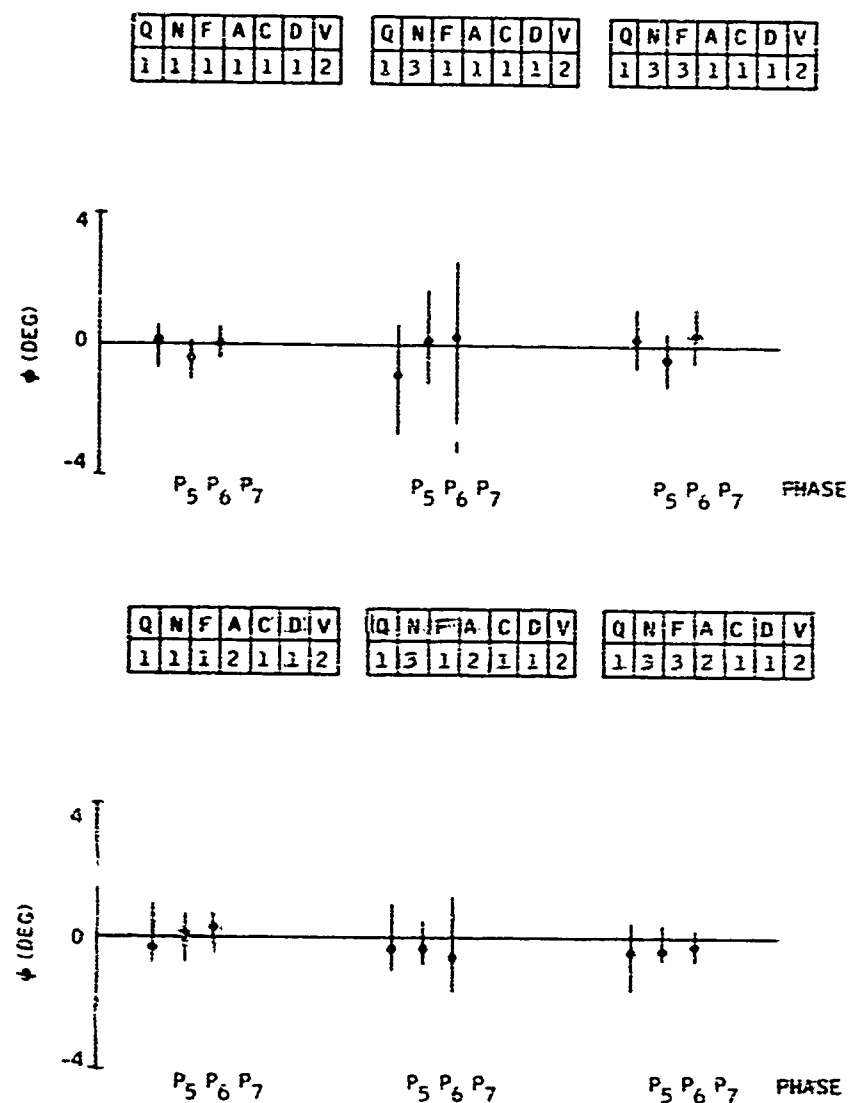 Q N F A C D V Q N F A C D V Q N F A C D V
1 1 1 1 1 1 2 1 3 1 1 1 1 2 1 3 3 1 1 1 2
4
0
-4
ϕ (DEG)
P5 P6 P7 P5 P6 P7 P5 P6 P7 PHASE
Q N F A C D V Q N F A C D V Q N F A C D V
1 1 1 2 1 1 2 1 3 1 2 1 1 2 1 3 3 2 1 1 2
4
0
-4
ϕ (DEG)
P5 P6 P7 P5 P6 P7 P5 P6 P7 PHASE